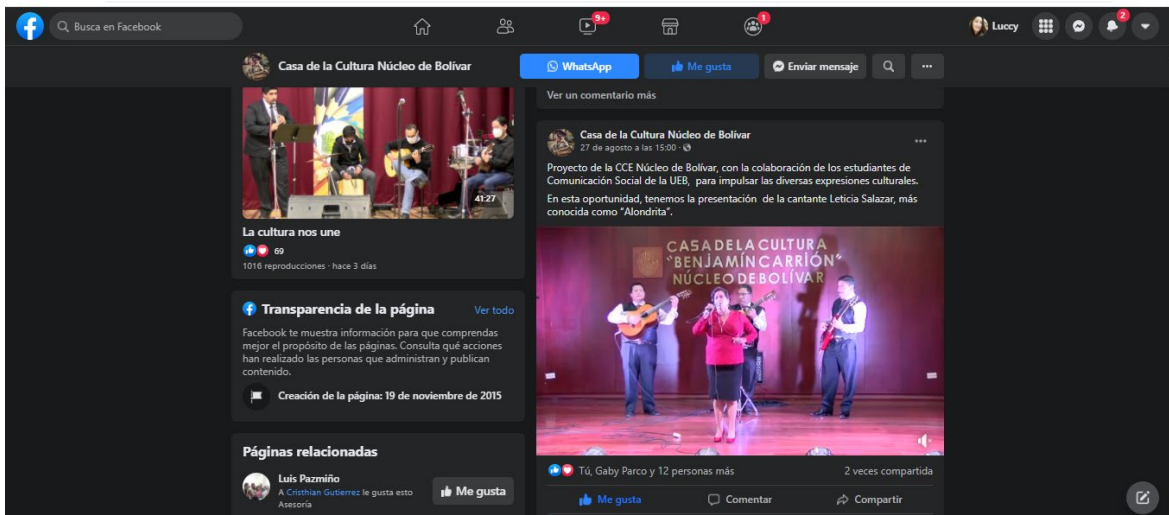 Busca en Facebook
9+
1
Luccy
2
Casa de la Cultura Núcleo de Bolívar
WhatsApp
Me gusta
Enviar mensaje
41:27
La cultura nos une
69
1016 reproducciones · hace 3 días
Transparencia de la página
Ver todo
Facebook te muestra información para que comprendas
mejor el propósito de las páginas. Consulta qué acciones
han realizado las personas que administran y publican
contenido.
Creación de la página: 19 de noviembre de 2015
Páginas relacionadas
Luis Pazmiño
A Cristhian Gutierrez le gusta esto
Asesoría
Me gusta
Ver un comentario más
Casa de la Cultura Núcleo de Bolívar
27 de agosto a las 15:00 ·
Proyecto de la CCE Núcleo de Bolívar, con la colaboración de los estudiantes de
Comunicación Social de la UEB, para impulsar las diversas expresiones culturales.
En esta oportunidad, tenemos la presentación de la cantante Leticia Salazar, más
conocida como “Alondrita”.
CASA DE LA CULTURA
"BENJAMÍN CARRIÓN"
NÚCLEO DE BOLÍVAR
Tú, Gaby Parco y 12 personas más
2 veces compartida
Me gusta
Comentar
Compartir